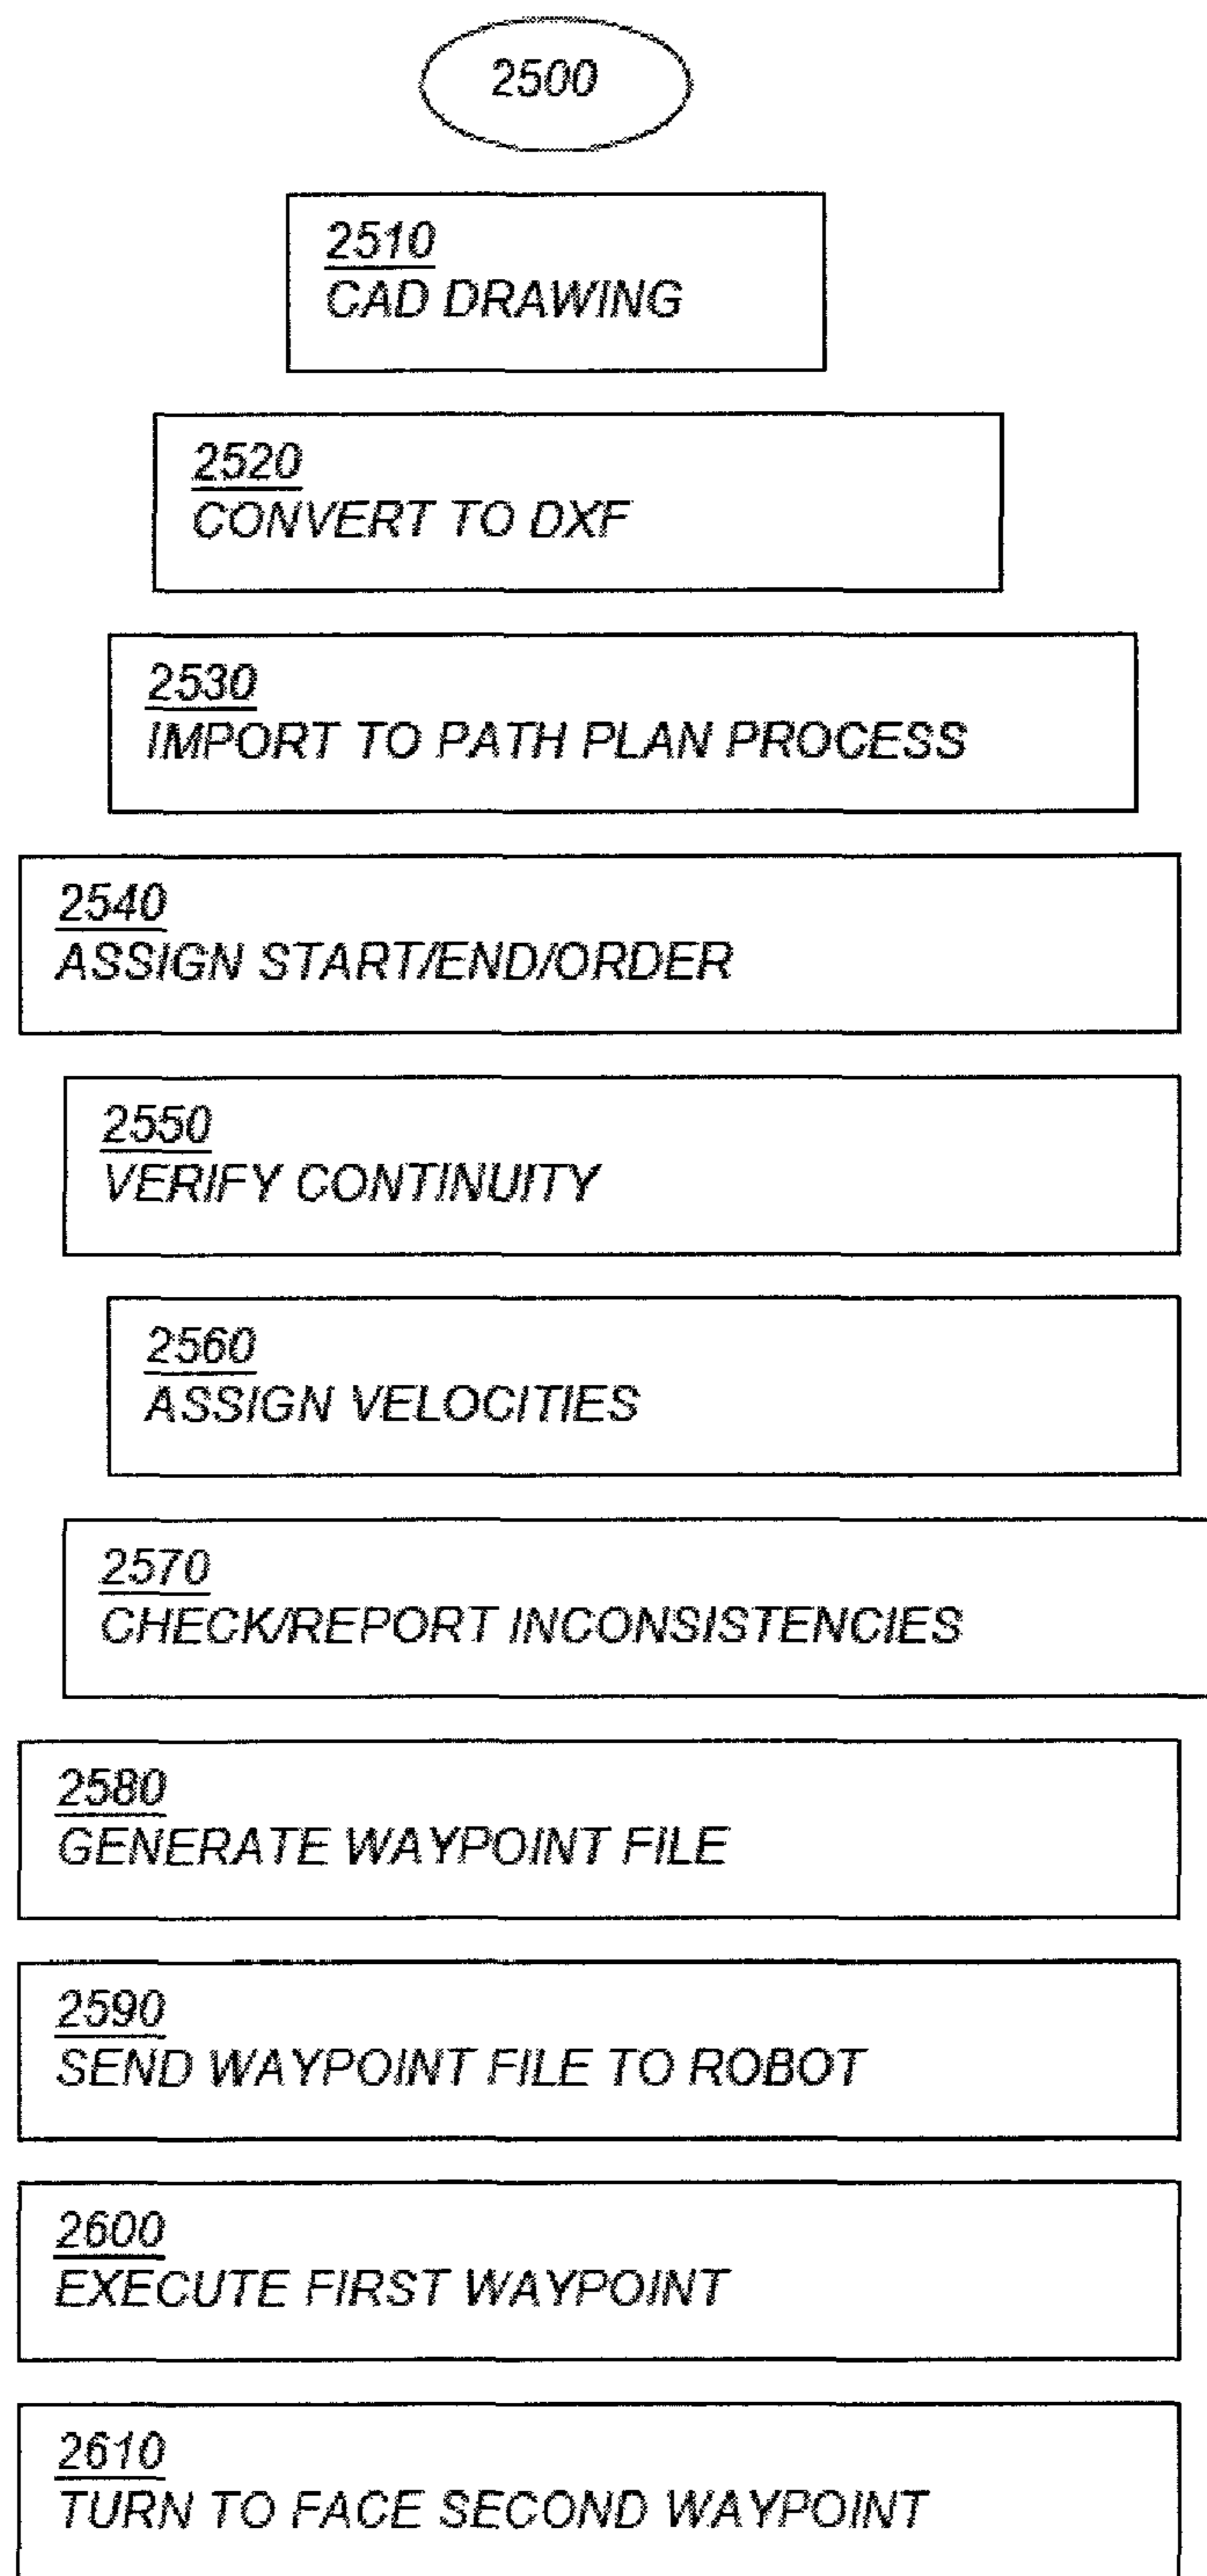 2500
2510
CAD DRAWING
2520
CONVERT TO DXF
2530
IMPORT TO PATH PLAN PROCESS
2540
ASSIGN START/END/ORDER
2550
VERIFY CONTINUITY
2560
ASSIGN VELOCITIES
2570
CHECK/REPORT INCONSISTENCIES
2580
GENERATE WAYPOINT FILE
2590
SEND WAYPOINT FILE TO ROBOT
2600
EXECUTE FIRST WAYPOINT
2610
TURN TO FACE SECOND WAYPOINT